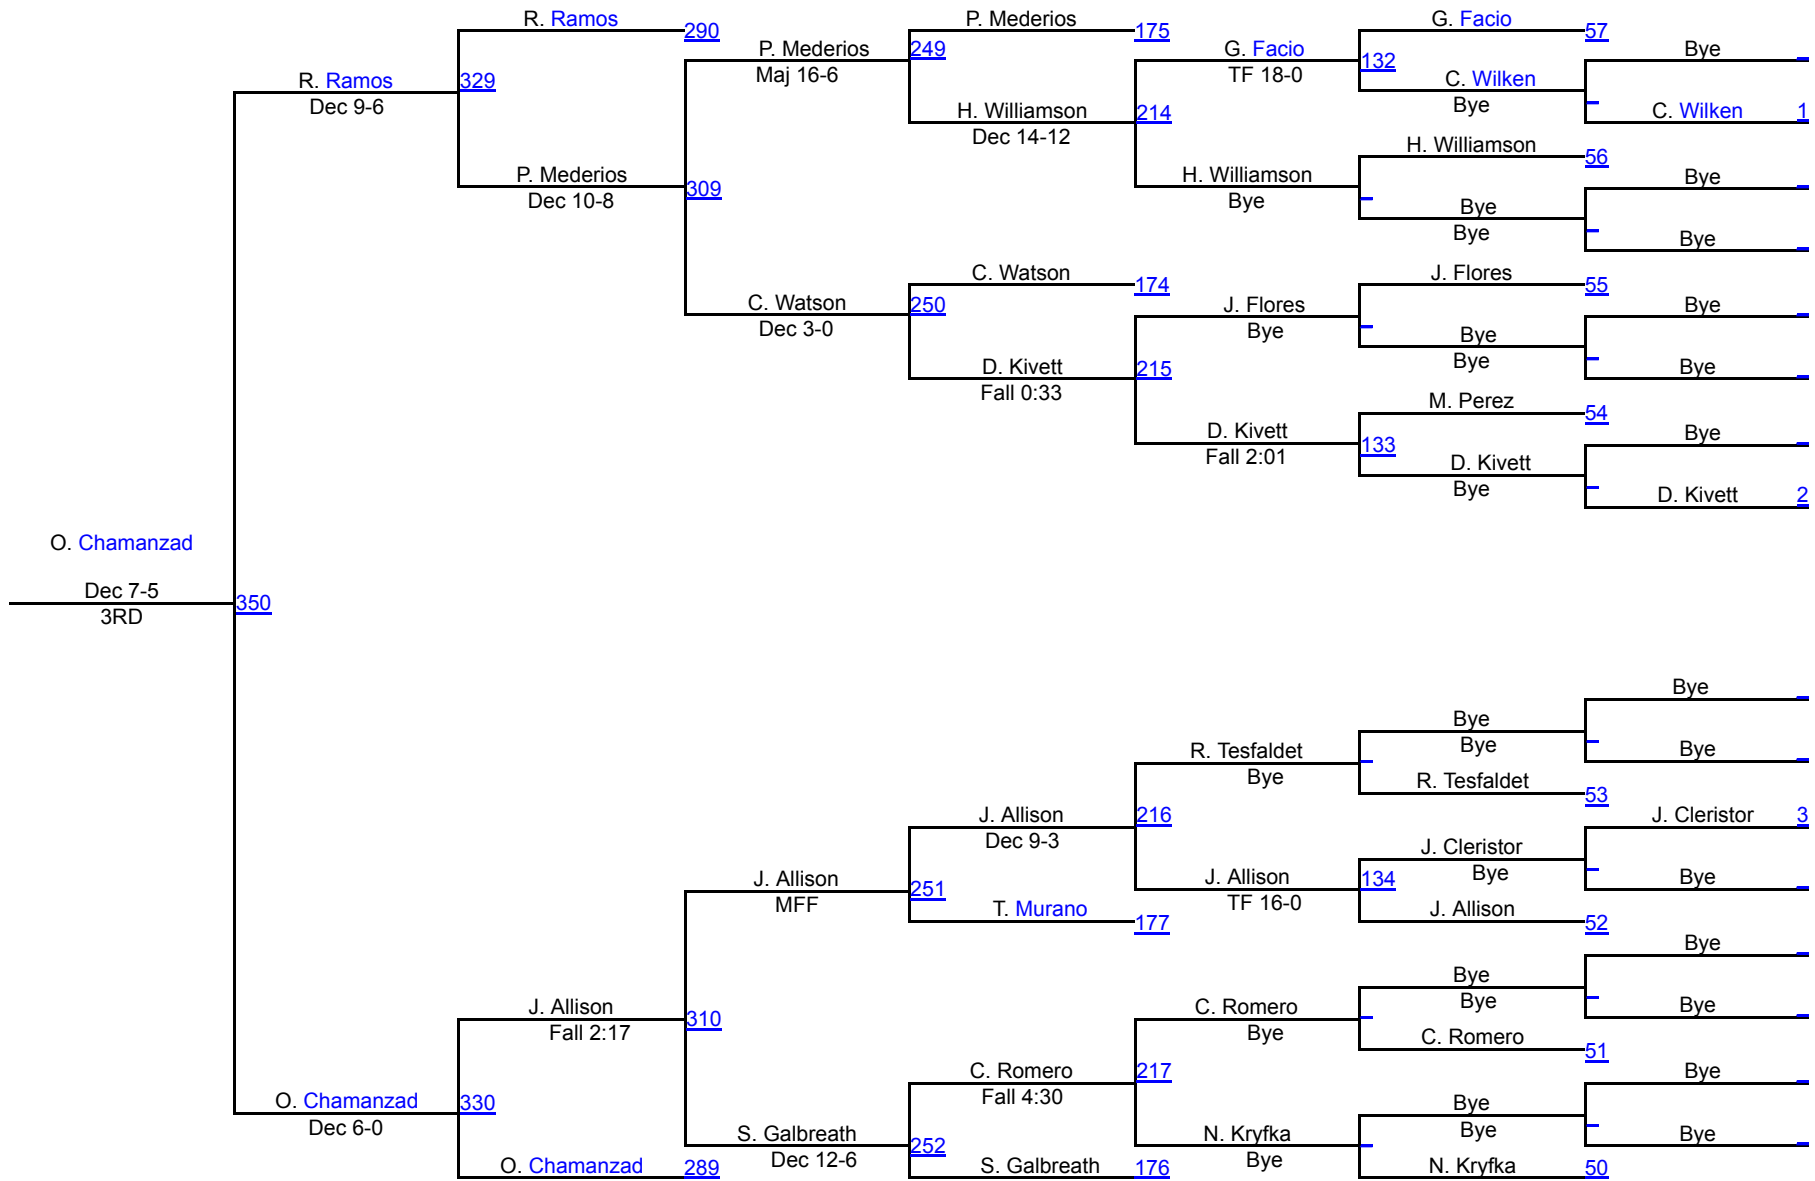 R. Ramos
290
P. Mederios
175
G. Facio
57
R. Ramos
Dec 9-6
329
P. Mederios
Maj 16-6
249
G. Facio
TF 18-0
132
C. Wilken
Bye
Bye
C. Wilken
1
H. Williamson
Dec 14-12
214
H. Williamson
56
P. Mederios
Dec 10-8
309
H. Williamson
Bye
Bye
Bye
Bye
Bye
C. Watson
174
J. Flores
55
C. Watson
Dec 3-0
250
J. Flores
Bye
Bye
Bye
Bye
Bye
D. Kivett
Fall 0:33
215
M. Perez
54
D. Kivett
Fall 2:01
133
D. Kivett
Bye
Bye
D. Kivett
2
O. Chamanzad
Dec 7-5
3RD
350
Bye
Bye
Bye
Bye
R. Tesfaldet
Bye
R. Tesfaldet
53
J. Allison
Dec 9-3
216
J. Cleristor
3
J. Cleristor
Bye
Bye
J. Allison
MFF
251
J. Allison
TF 16-0
134
J. Allison
52
T. Murano
177
Bye
Bye
Bye
Bye
J. Allison
Fall 2:17
310
C. Romero
Bye
C. Romero
51
C. Romero
Fall 4:30
217
Bye
Bye
Bye
Bye
O. Chamanzad
Dec 6-0
330
S. Galbreath
Dec 12-6
252
N. Kryfka
Bye
O. Chamanzad
289
S. Galbreath
176
N. Kryfka
50